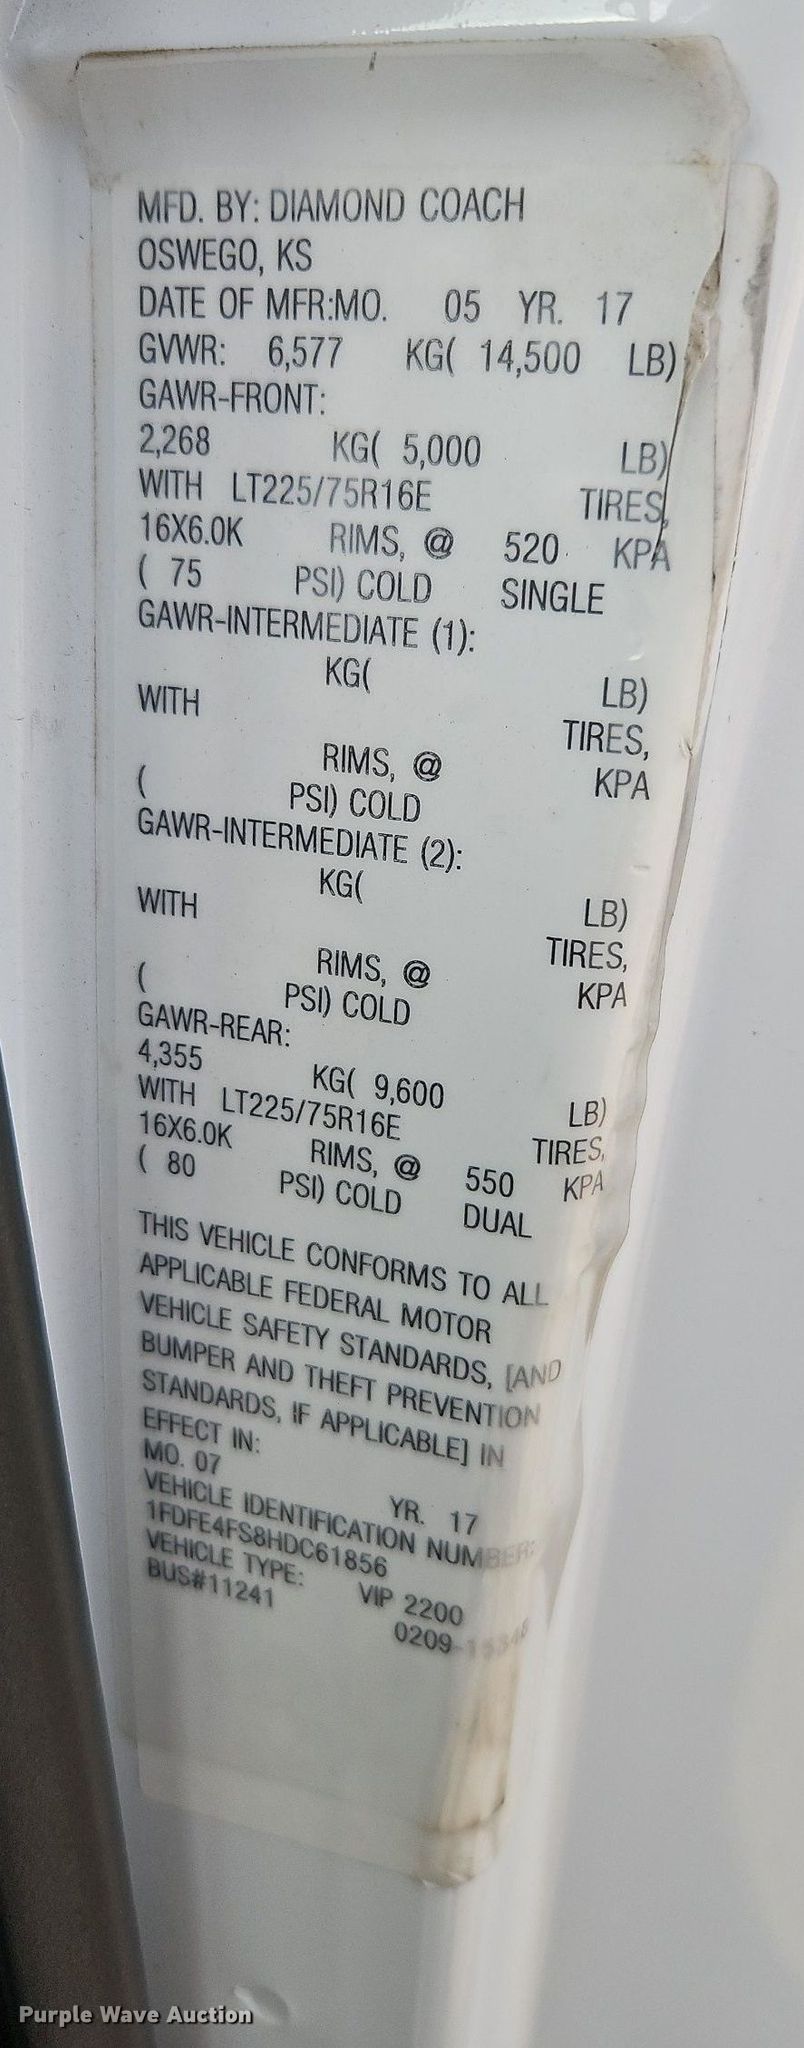 MFD. BY: DIAMOND COACH
OSWEGO, KS
DATE OF MFR:MO. 05 YR. 17
GVWR: 6,577 KG( 14,500 LB)
GAWR-FRONT:
2,268 KG( 5,000 LB)
WITH LT225/75R16E TIRES,
16X6.0K RIMS, @ 520 KPA
( 75 PSI) COLD SINGLE
GAWR-INTERMEDIATE (1):
KG( LB)
WITH TIRES,
RIMS, @ KPA
( PSI) COLD
GAWR-INTERMEDIATE (2):
KG( LB)
WITH TIRES,
RIMS, @ KPA
( PSI) COLD
GAWR-REAR:
4,355 KG( 9,600 LB)
WITH LT225/75R16E TIRES,
16X6.0K RIMS, @ 550 KPA
( 80 PSI) COLD DUAL
THIS VEHICLE CONFORMS TO ALL
APPLICABLE FEDERAL MOTOR
VEHICLE SAFETY STANDARDS, [AND
BUMPER AND THEFT PREVENTION
STANDARDS, IF APPLICABLE] IN
EFFECT IN:
MO. 07 YR. 17
VEHICLE IDENTIFICATION NUMBER:
1FDFE4FS8HDC61856
VEHICLE TYPE: VIP 2200
BUS#11241
Purple Wave Auction